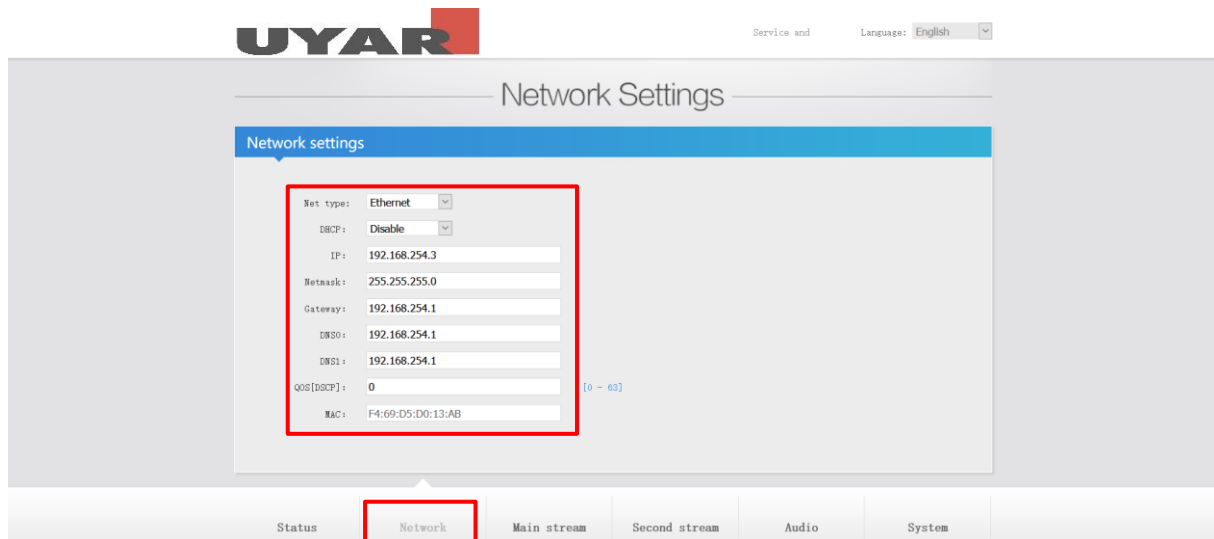 UYAR
Service and Language: English
Network Settings
Network settings
Net type: Ethernet
DHCP: Disable
IP: 192.168.254.3
Netmask: 255.255.255.0
Gateway: 192.168.254.1
DNS0: 192.168.254.1
DNS1: 192.168.254.1
QOS[DSCP]: 0 [0 - 63]
MAC: F4:69:D5:D0:13:AB
Status Network Main stream Second stream Audio System